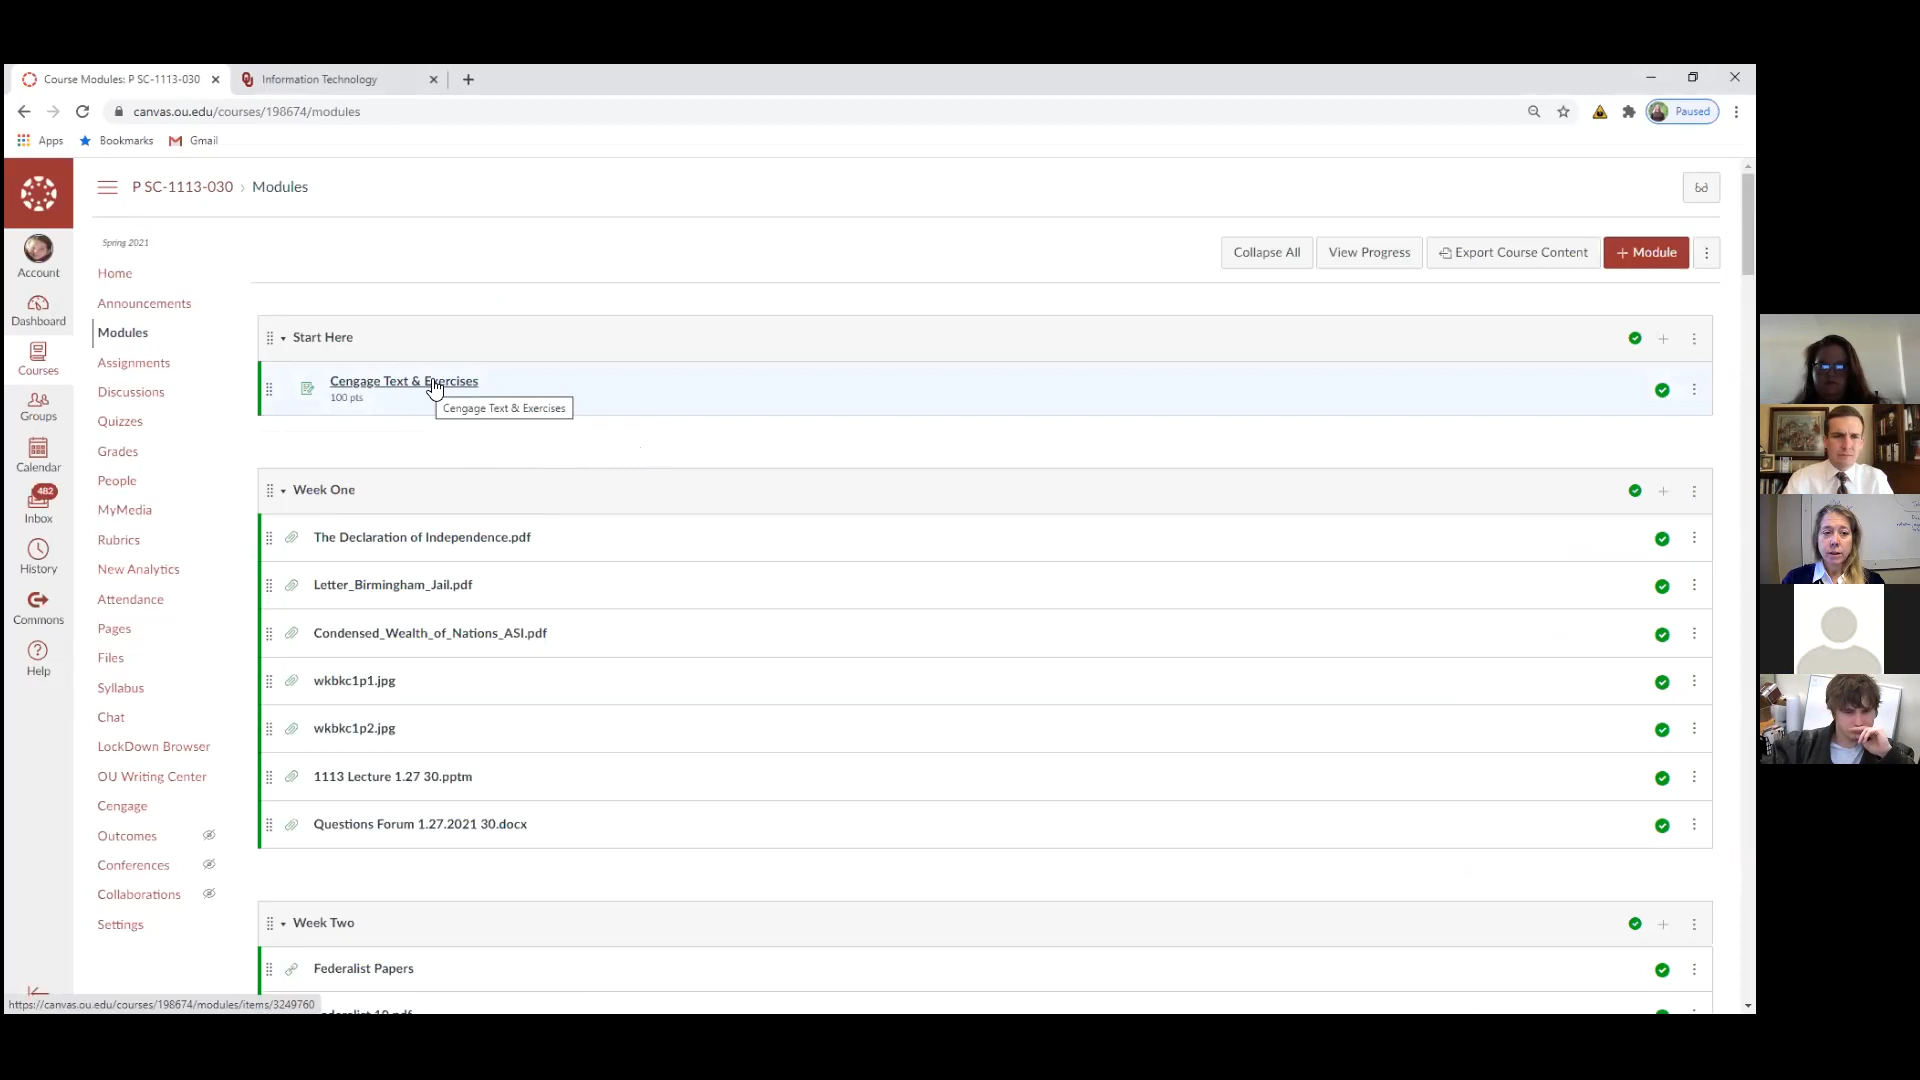 Course Modules: P SC-1113-030
Information Technology
canvas.ou.edu/courses/198674/modules
Paused
Apps
Bookmarks
Gmail
P SC-1113-030 › Modules
Spring 2021
Collapse All
View Progress
Export Course Content
+ Module
Account
Dashboard
Courses
Groups
Calendar
482
Inbox
History
Commons
Help
Home
Announcements
Modules
Assignments
Discussions
Quizzes
Grades
People
MyMedia
Rubrics
New Analytics
Attendance
Pages
Files
Syllabus
Chat
LockDown Browser
OU Writing Center
Cengage
Outcomes
Conferences
Collaborations
Settings
Start Here
Cengage Text & Exercises
100 pts
Cengage Text & Exercises
Week One
The Declaration of Independence.pdf
Letter_Birmingham_Jail.pdf
Condensed_Wealth_of_Nations_ASI.pdf
wkbkc1p1.jpg
wkbkc1p2.jpg
1113 Lecture 1.27 30.pptm
Questions Forum 1.27.2021 30.docx
Week Two
Federalist Papers
https://canvas.ou.edu/courses/198674/modules/items/3249760